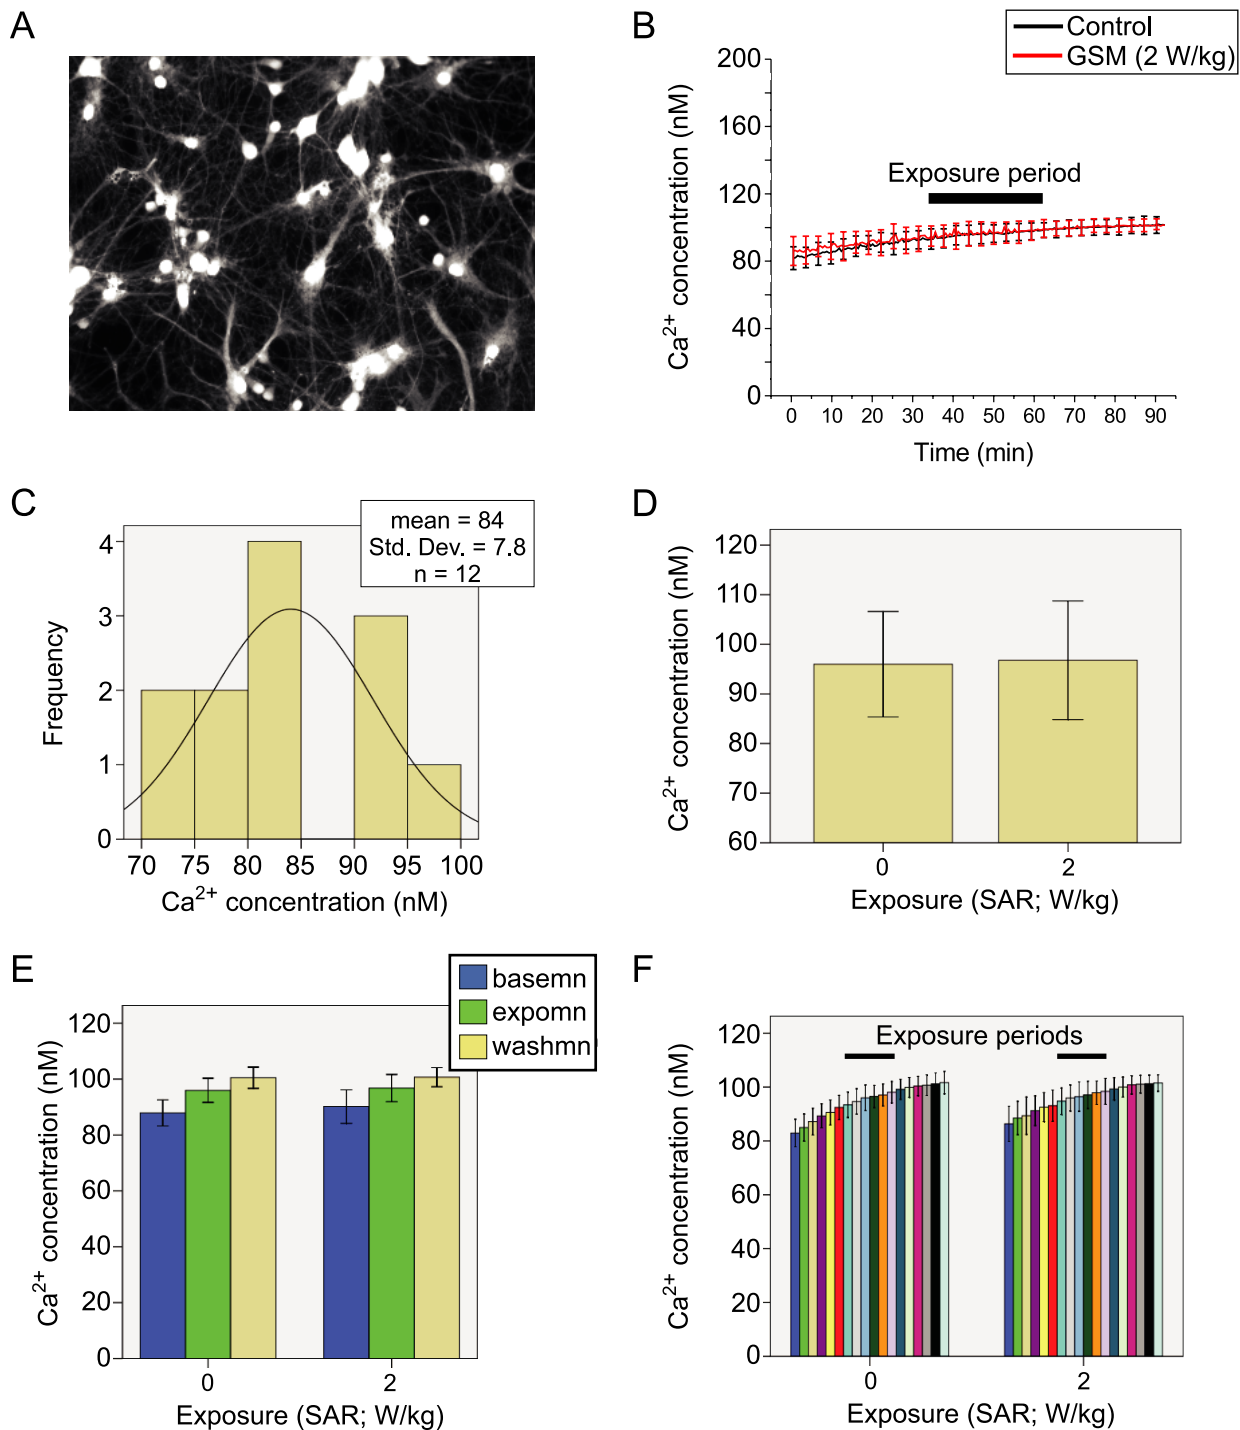 A
B
Control
GSM (2 W/kg)
200
160
120
80
40
0
Ca2+ concentration (nM)
Exposure period
0 10 20 30 40 50 60 70 80 90
Time (min)
C
mean = 84
Std. Dev. = 7.8
n = 12
4
3
2
1
0
Frequency
70 75 80 85 90 95 100
Ca2+ concentration (nM)
D
120
110
100
90
80
70
60
Ca2+ concentration (nM)
0 2
Exposure (SAR; W/kg)
E
basemn
expomn
washmn
120
100
80
60
40
20
0
Ca2+ concentration (nM)
0 2
Exposure (SAR; W/kg)
F
Exposure periods
120
100
80
60
40
20
0
Ca2+ concentration (nM)
0 2
Exposure (SAR; W/kg)